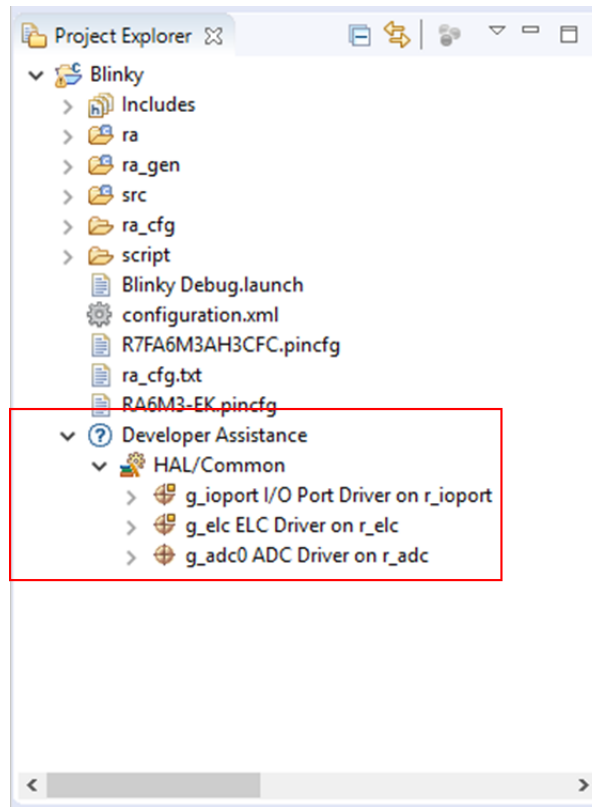 Project Explorer
Blinky
Includes
ra
ra_gen
src
ra_cfg
script
Blinky Debug.launch
configuration.xml
R7FA6M3AH3CFC.pincfg
ra_cfg.txt
RA6M3-EK.pincfg
Developer Assistance
HAL/Common
g_ioport I/O Port Driver on r_ioport
g_elc ELC Driver on r_elc
g_adc0 ADC Driver on r_adc